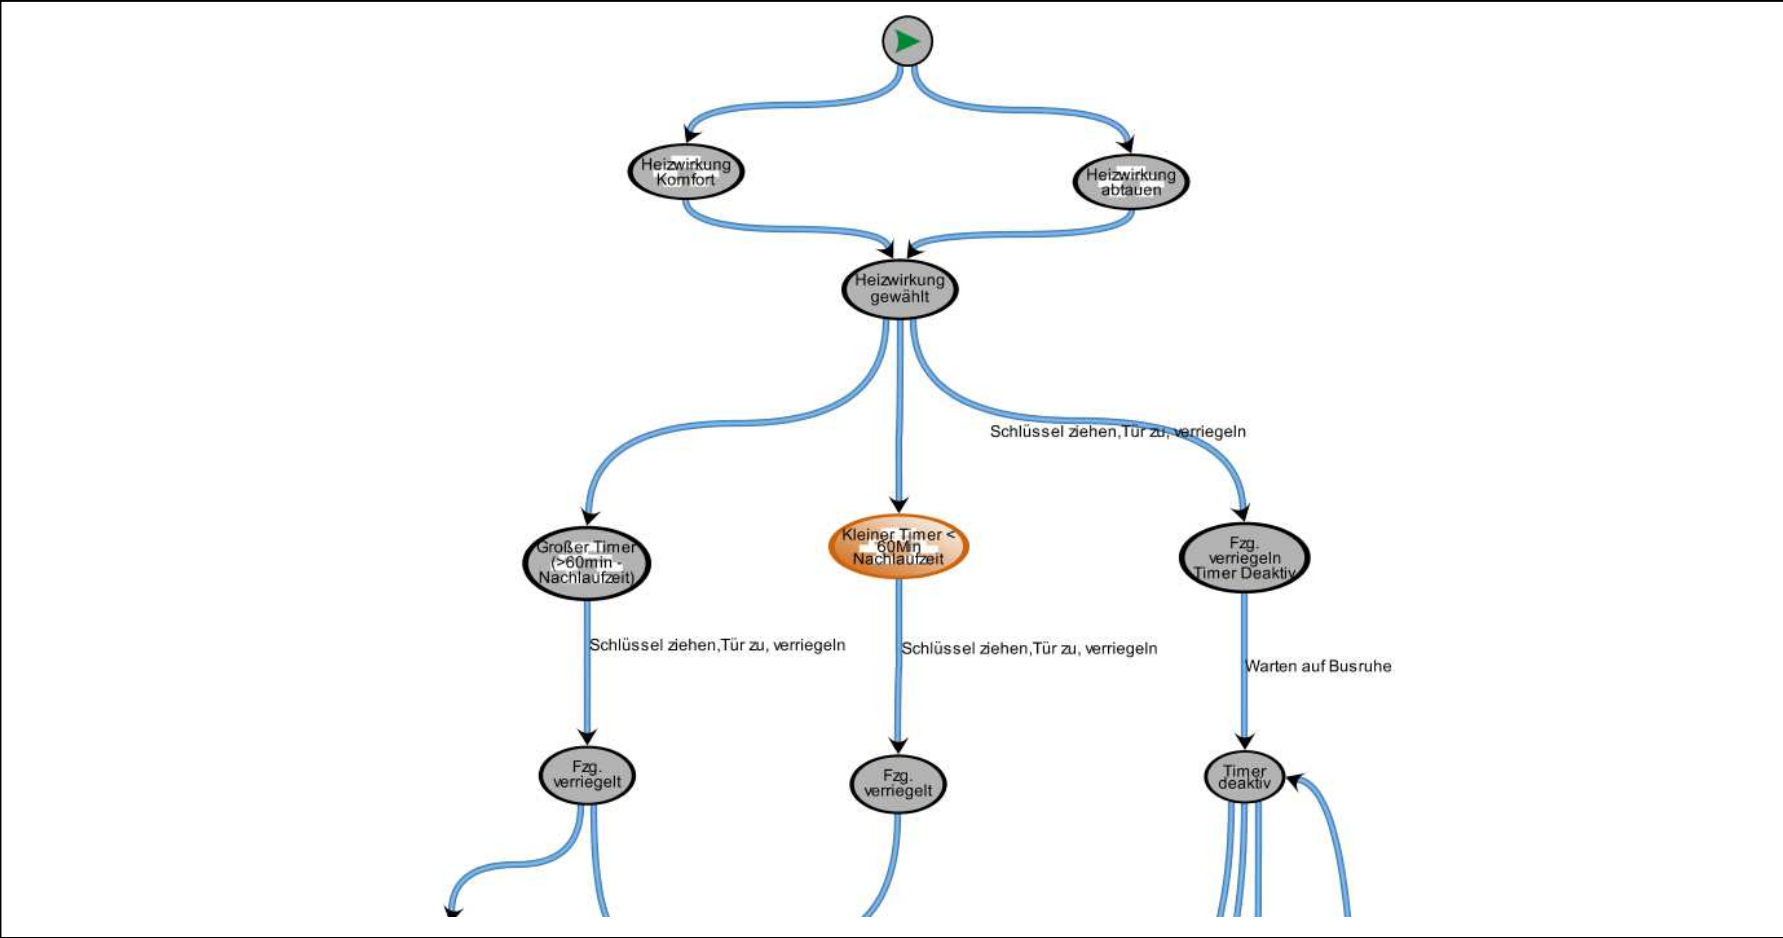 Heizwirkung
Komfort
Heizwirkung
abtauen
Heizwirkung
gewählt
Schlüssel ziehen,Tür zu, verriegeln
Großer Timer
(>60min -
Nachlaufzeit)
Kleiner Timer <
60Min
Nachlaufzeit
Fzg.
verriegeln
Timer Deaktiv
Schlüssel ziehen,Tür zu, verriegeln
Schlüssel ziehen,Tür zu, verriegeln
Warten auf Busruhe
Fzg.
verriegelt
Fzg.
verriegelt
Timer
deaktiv